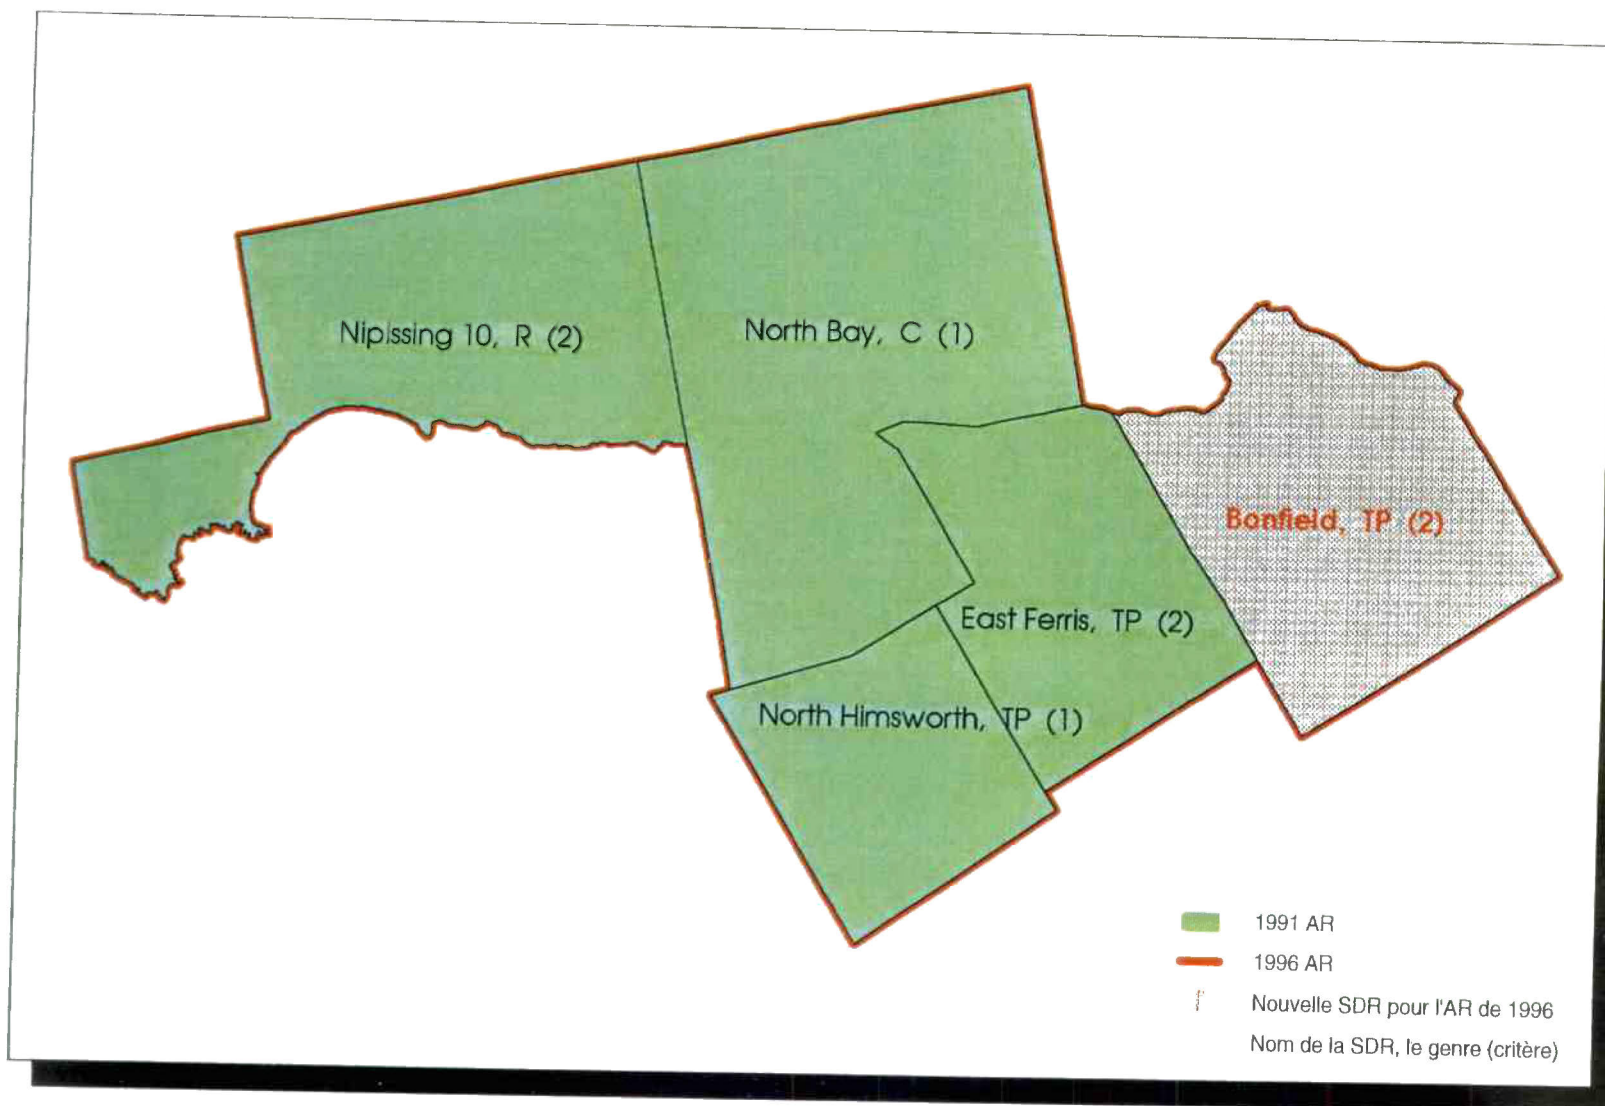 Nipissing 10, R (2)
North Bay, C (1)
Bonfield, TP (2)
East Ferris, TP (2)
North Himsworth, TP (1)
1991 AR
1996 AR
Nouvelle SDR pour l'AR de 1996
Nom de la SDR, le genre (critère)